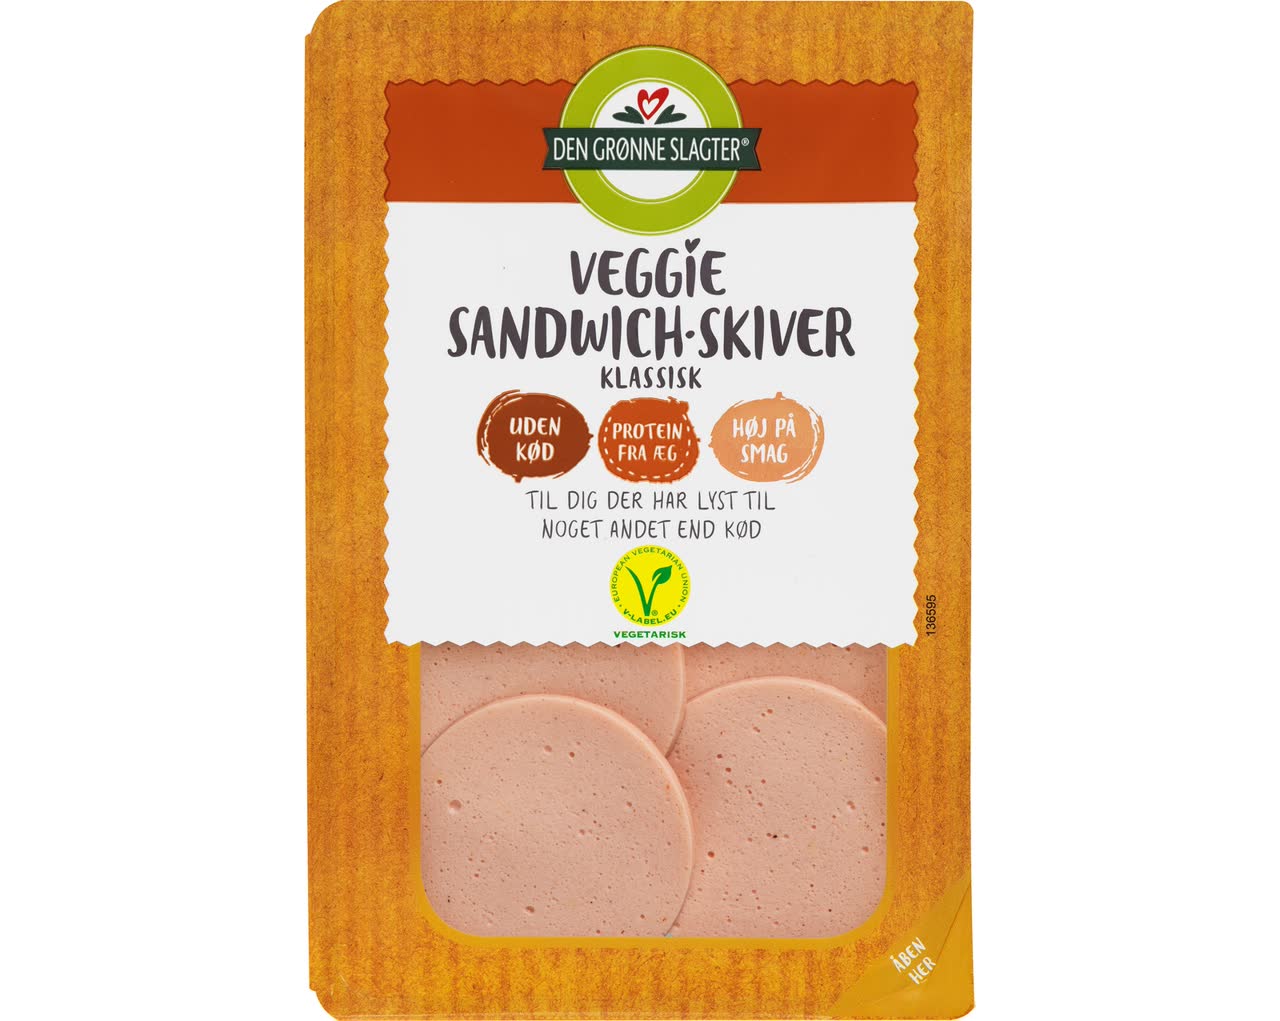 DEN GRØNNE SLAGTER®
VEGGIE
SANDWICH-SKIVER
KLASSISK
UDEN
KØD
PROTEIN
FRA ÆG
HØJ PÅ
SMAG
TIL DIG DER HAR LYST TIL
NOGET ANDET END KØD
EUROPEAN VEGETARIAN UNION
V-LABEL.EU
VEGETARISK
136595
ÅBEN
HER